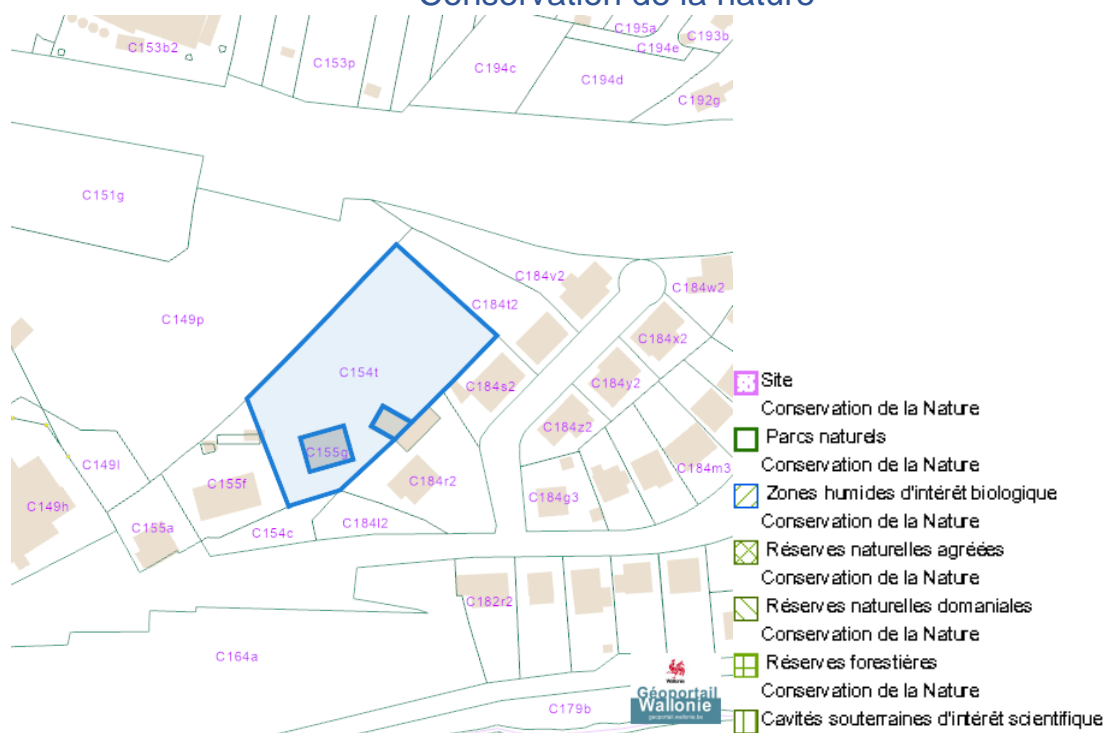 Conservation de la nature
C153b2
C153p
C195a
C193b
C194e
C194c
C194d
C192g
C151g
C184v2
C184w2
C184t2
C149p
C184x2
C154t
C184s2
C184y2
C184z2
C155g
C149l
C184m3
C155f
C184r2
C149h
C184g3
C155a
C154c
C184l2
C182r2
C164a
C179b
Wallonie
Géoportail
Wallonie
geoportail.wallonie.be
Site
Conservation de la Nature
Parcs naturels
Conservation de la Nature
Zones humides d'intérêt biologique
Conservation de la Nature
Réserves naturelles agréées
Conservation de la Nature
Réserves naturelles domaniales
Conservation de la Nature
Réserves forestières
Conservation de la Nature
Cavités souterraines d'intérêt scientifique